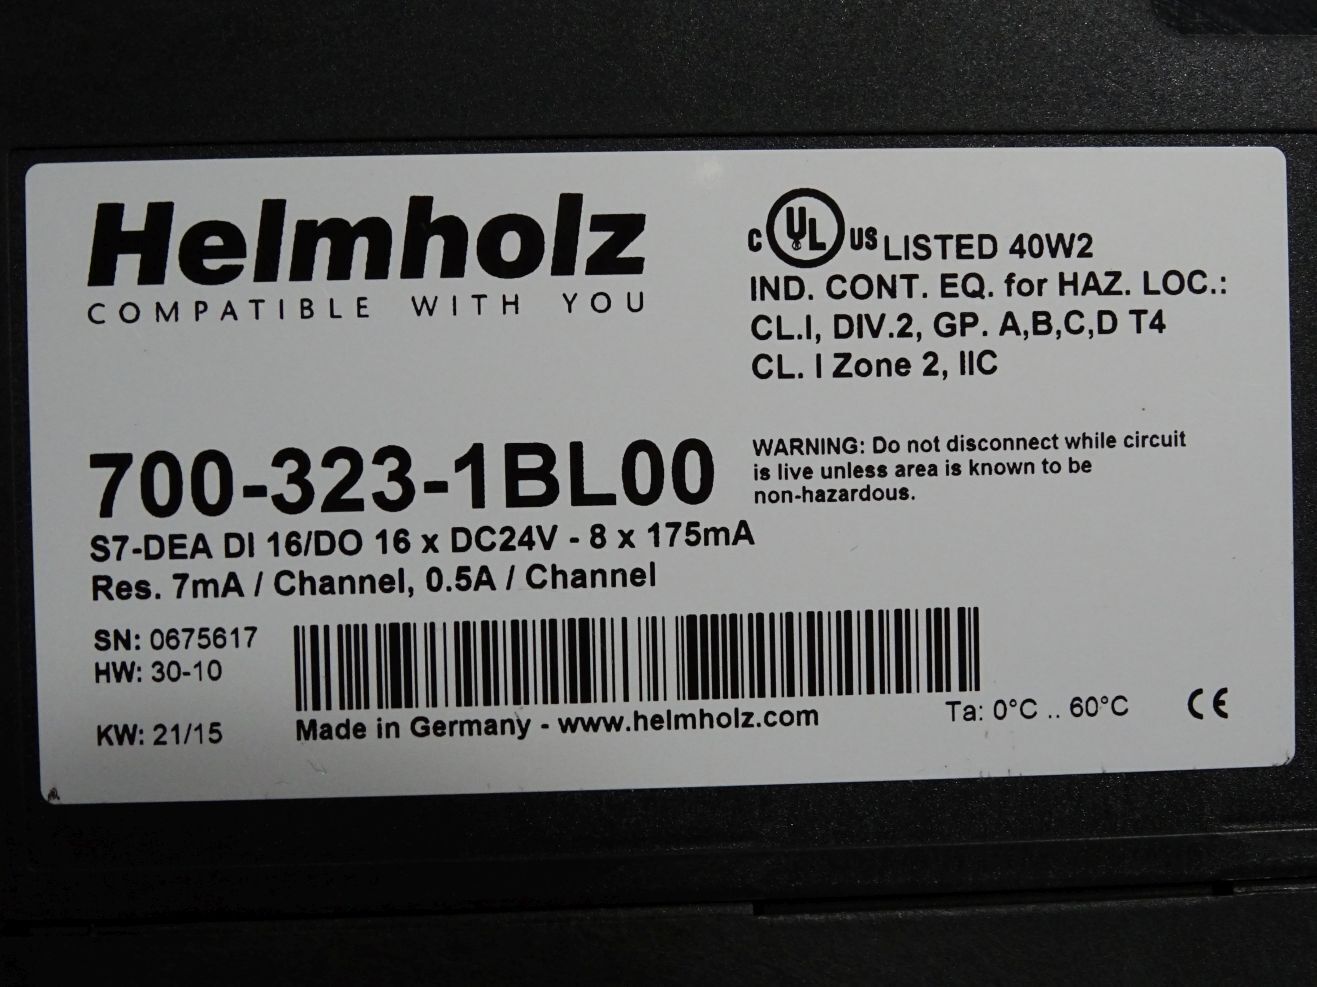 Helmholz
COMPATIBLE WITH YOU
C UL US LISTED 40W2
IND. CONT. EQ. for HAZ. LOC.:
CL.I, DIV.2, GP. A,B,C,D T4
CL. I Zone 2, IIC
700-323-1BL00
S7-DEA DI 16/DO 16 x DC24V - 8 x 175mA
Res. 7mA / Channel, 0.5A / Channel
WARNING: Do not disconnect while circuit
is live unless area is known to be
non-hazardous.
SN: 0675617
HW: 30-10
KW: 21/15
Made in Germany - www.helmholz.com
Ta: 0°C .. 60°C
CE